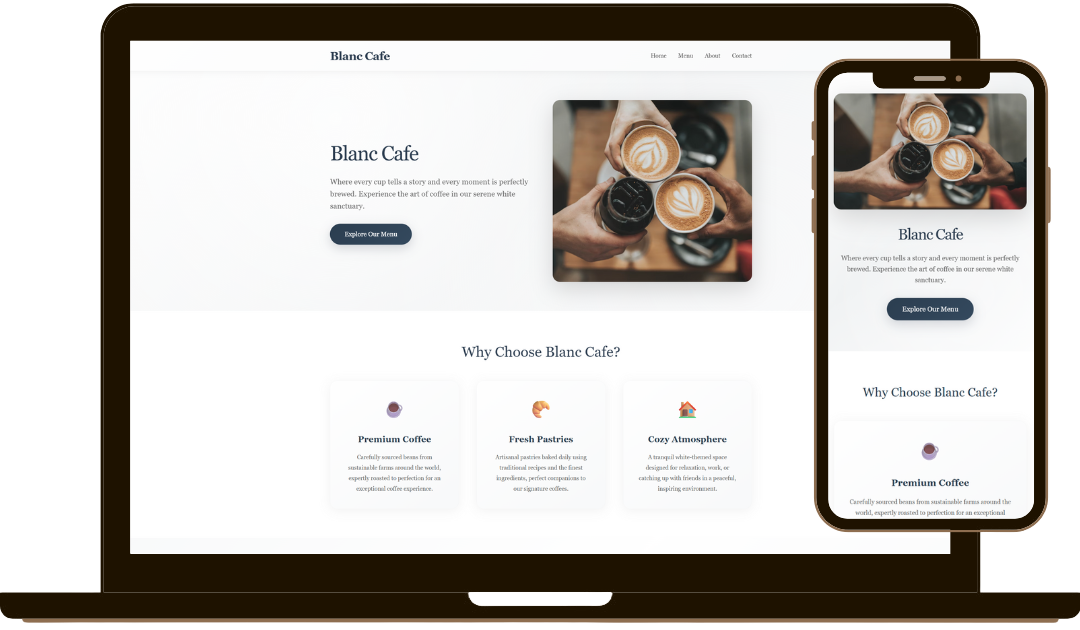 Blanc Cafe
Home Menu About Contact
Blanc Cafe
Where every cup tells a story and every moment is perfectly
brewed. Experience the art of coffee in our serene white
sanctuary.
Explore Our Menu
Why Choose Blanc Cafe?
Premium Coffee
Carefully sourced beans from
sustainable farms around the world,
expertly roasted to perfection for an
exceptional coffee experience.
Fresh Pastries
Artisanal pastries baked daily using
traditional recipes and the finest
ingredients, perfect companions to
our signature coffees.
Cozy Atmosphere
A tranquil white-themed space
designed for relaxation, work, or
catching up with friends in a peaceful,
inspiring environment.
Blanc Cafe
Where every cup tells a story and every moment is perfectly
brewed. Experience the art of coffee in our serene white
sanctuary.
Explore Our Menu
Why Choose Blanc Cafe?
Premium Coffee
Carefully sourced beans from sustainable farms around the
world, expertly roasted to perfection for an exceptional